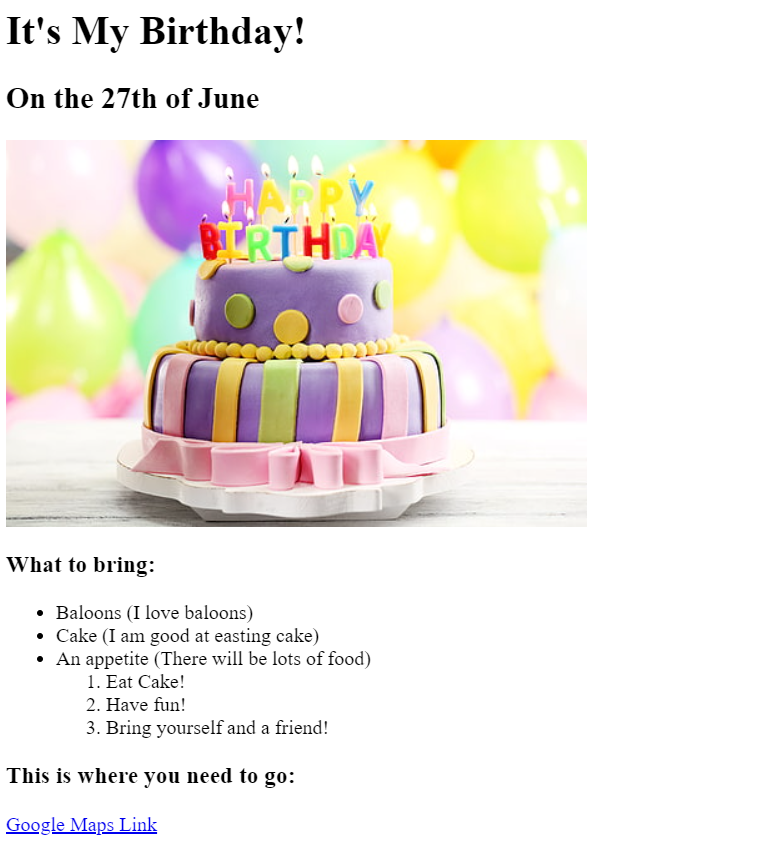 It's My Birthday!
On the 27th of June
HAPPY
BIRTHDAY
What to bring:
• Baloons (I love baloons)
• Cake (I am good at easting cake)
• An appetite (There will be lots of food)
1. Eat Cake!
2. Have fun!
3. Bring yourself and a friend!
This is where you need to go:
Google Maps Link